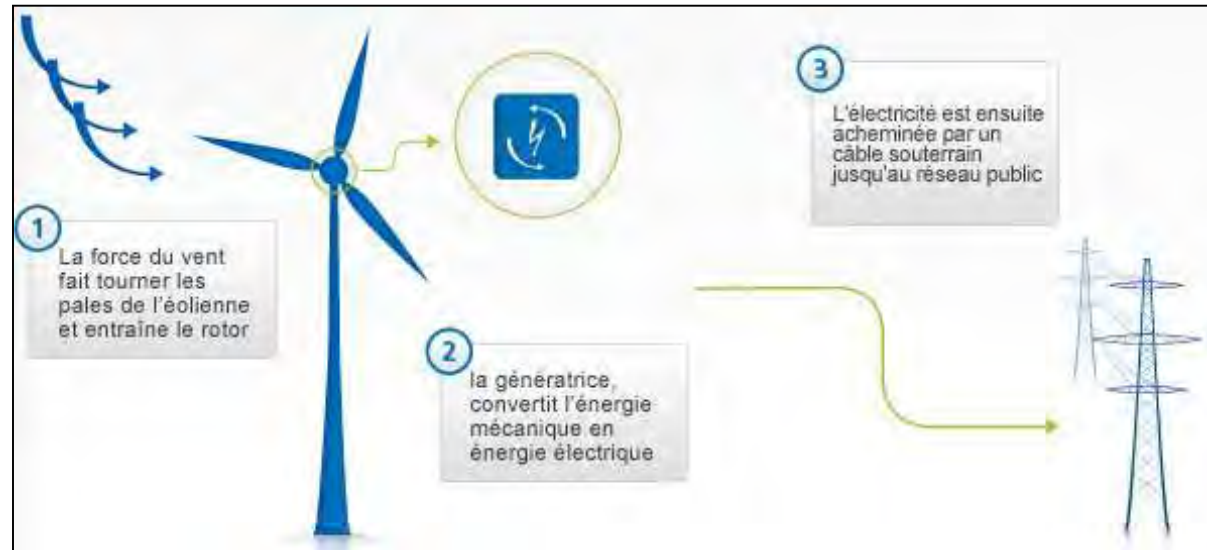 1
La force du vent
fait tourner les
pales de l'éolienne
et entraîne le rotor
2
la génératrice,
convertit l'énergie
mécanique en
énergie électrique
3
L'électricité est ensuite
acheminée par un
câble souterrain
jusqu'au réseau public